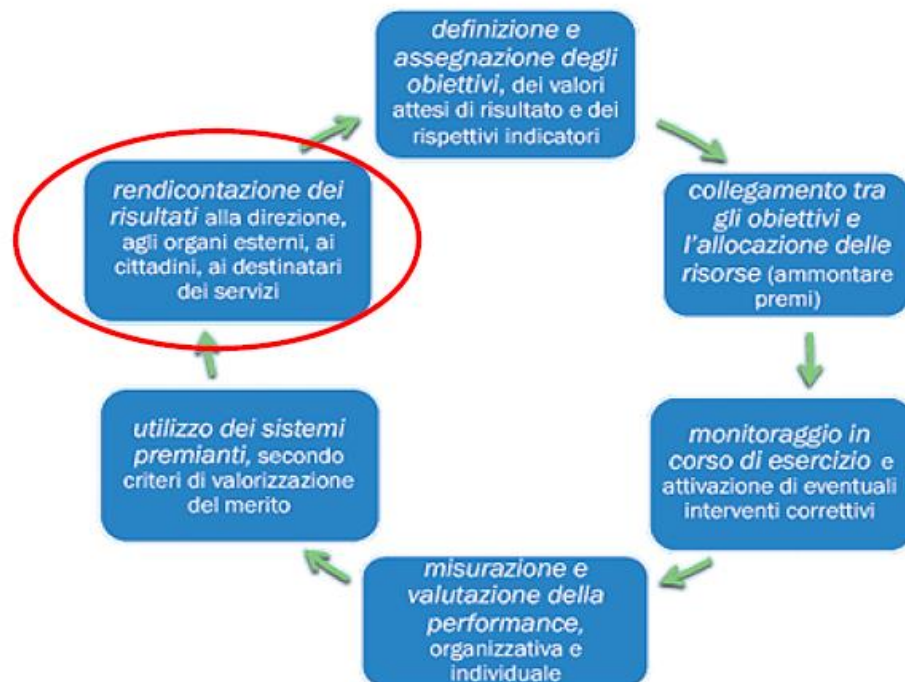 definizione e
assegnazione degli
obiettivi, dei valori
attesi di risultato e dei
rispettivi indicatori
collegamento tra
gli obiettivi e
l'allocazione delle
risorse (ammontare
premi)
monitoraggio in
corso di esercizio e
attivazione di eventuali
interventi correttivi
misurazione e
valutazione della
performance,
organizzativa e
individuale
utilizzo dei sistemi
premianti, secondo
criteri di valorizzazione
del merito
rendicontazione dei
risultati alla direzione,
agli organi esterni, ai
cittadini, ai destinatari
dei servizi